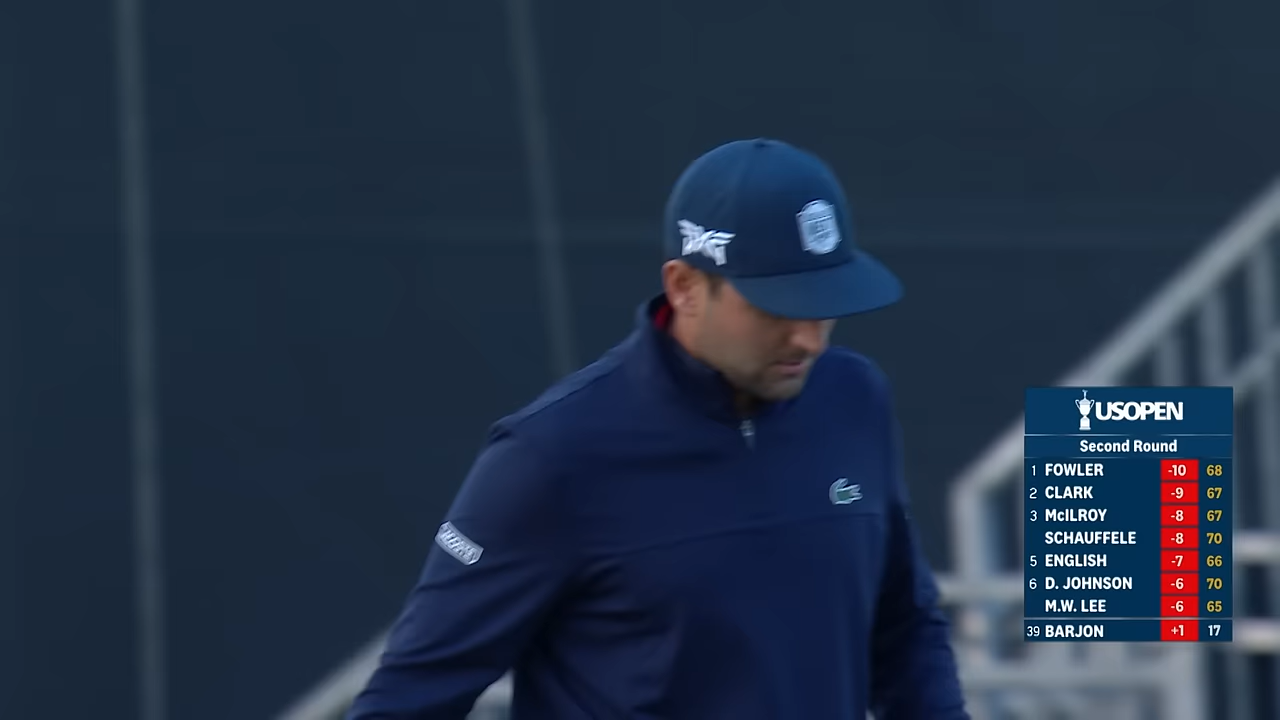 PXG
USOPEN
Second Round
1 FOWLER -10 68
2 CLARK -9 67
3 McILROY -8 67
SCHAUFFELE -8 70
5 ENGLISH -7 66
6 D. JOHNSON -6 70
M.W. LEE -6 65
39 BARJON +1 17